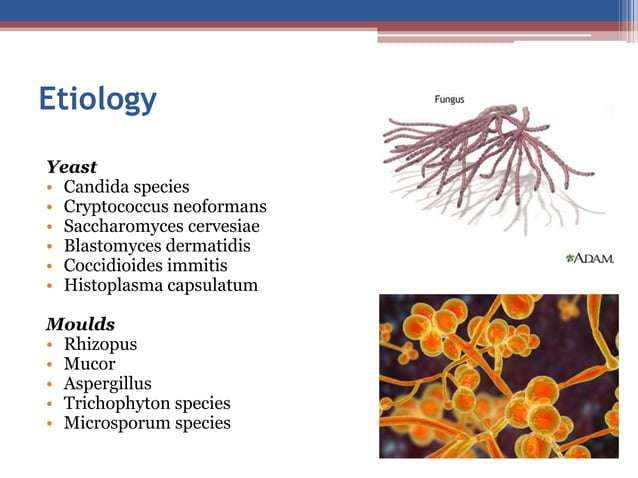 Etiology
Yeast
• Candida species
• Cryptococcus neoformans
• Saccharomyces cervesiae
• Blastomyces dermatidis
• Coccidioides immitis
• Histoplasma capsulatum
Moulds
• Rhizopus
• Mucor
• Aspergillus
• Trichophyton species
• Microsporum species
Fungus
ADAM.